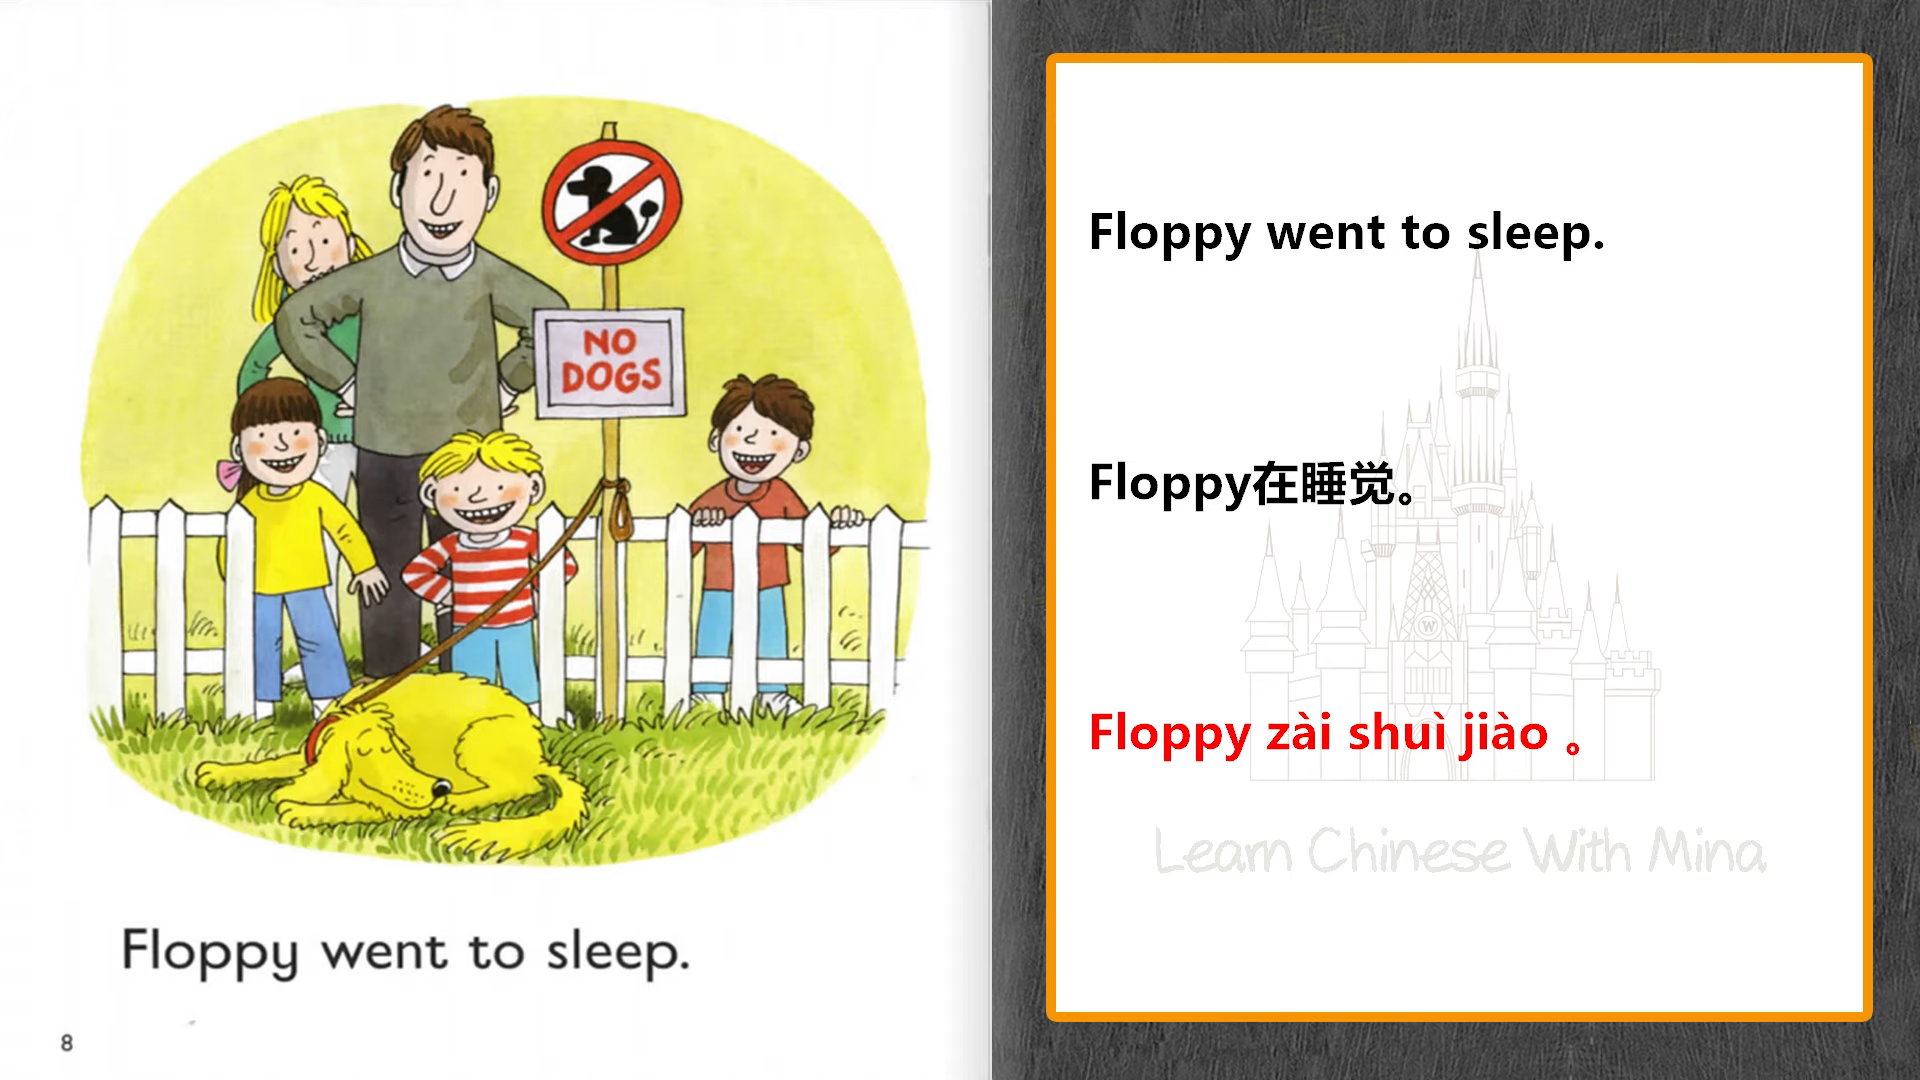 NO
DOGS
Floppy went to sleep.
8
Floppy went to sleep.
Floppy在睡觉。
Floppy zài shuì jiào 。
W
Learn Chinese With Mina